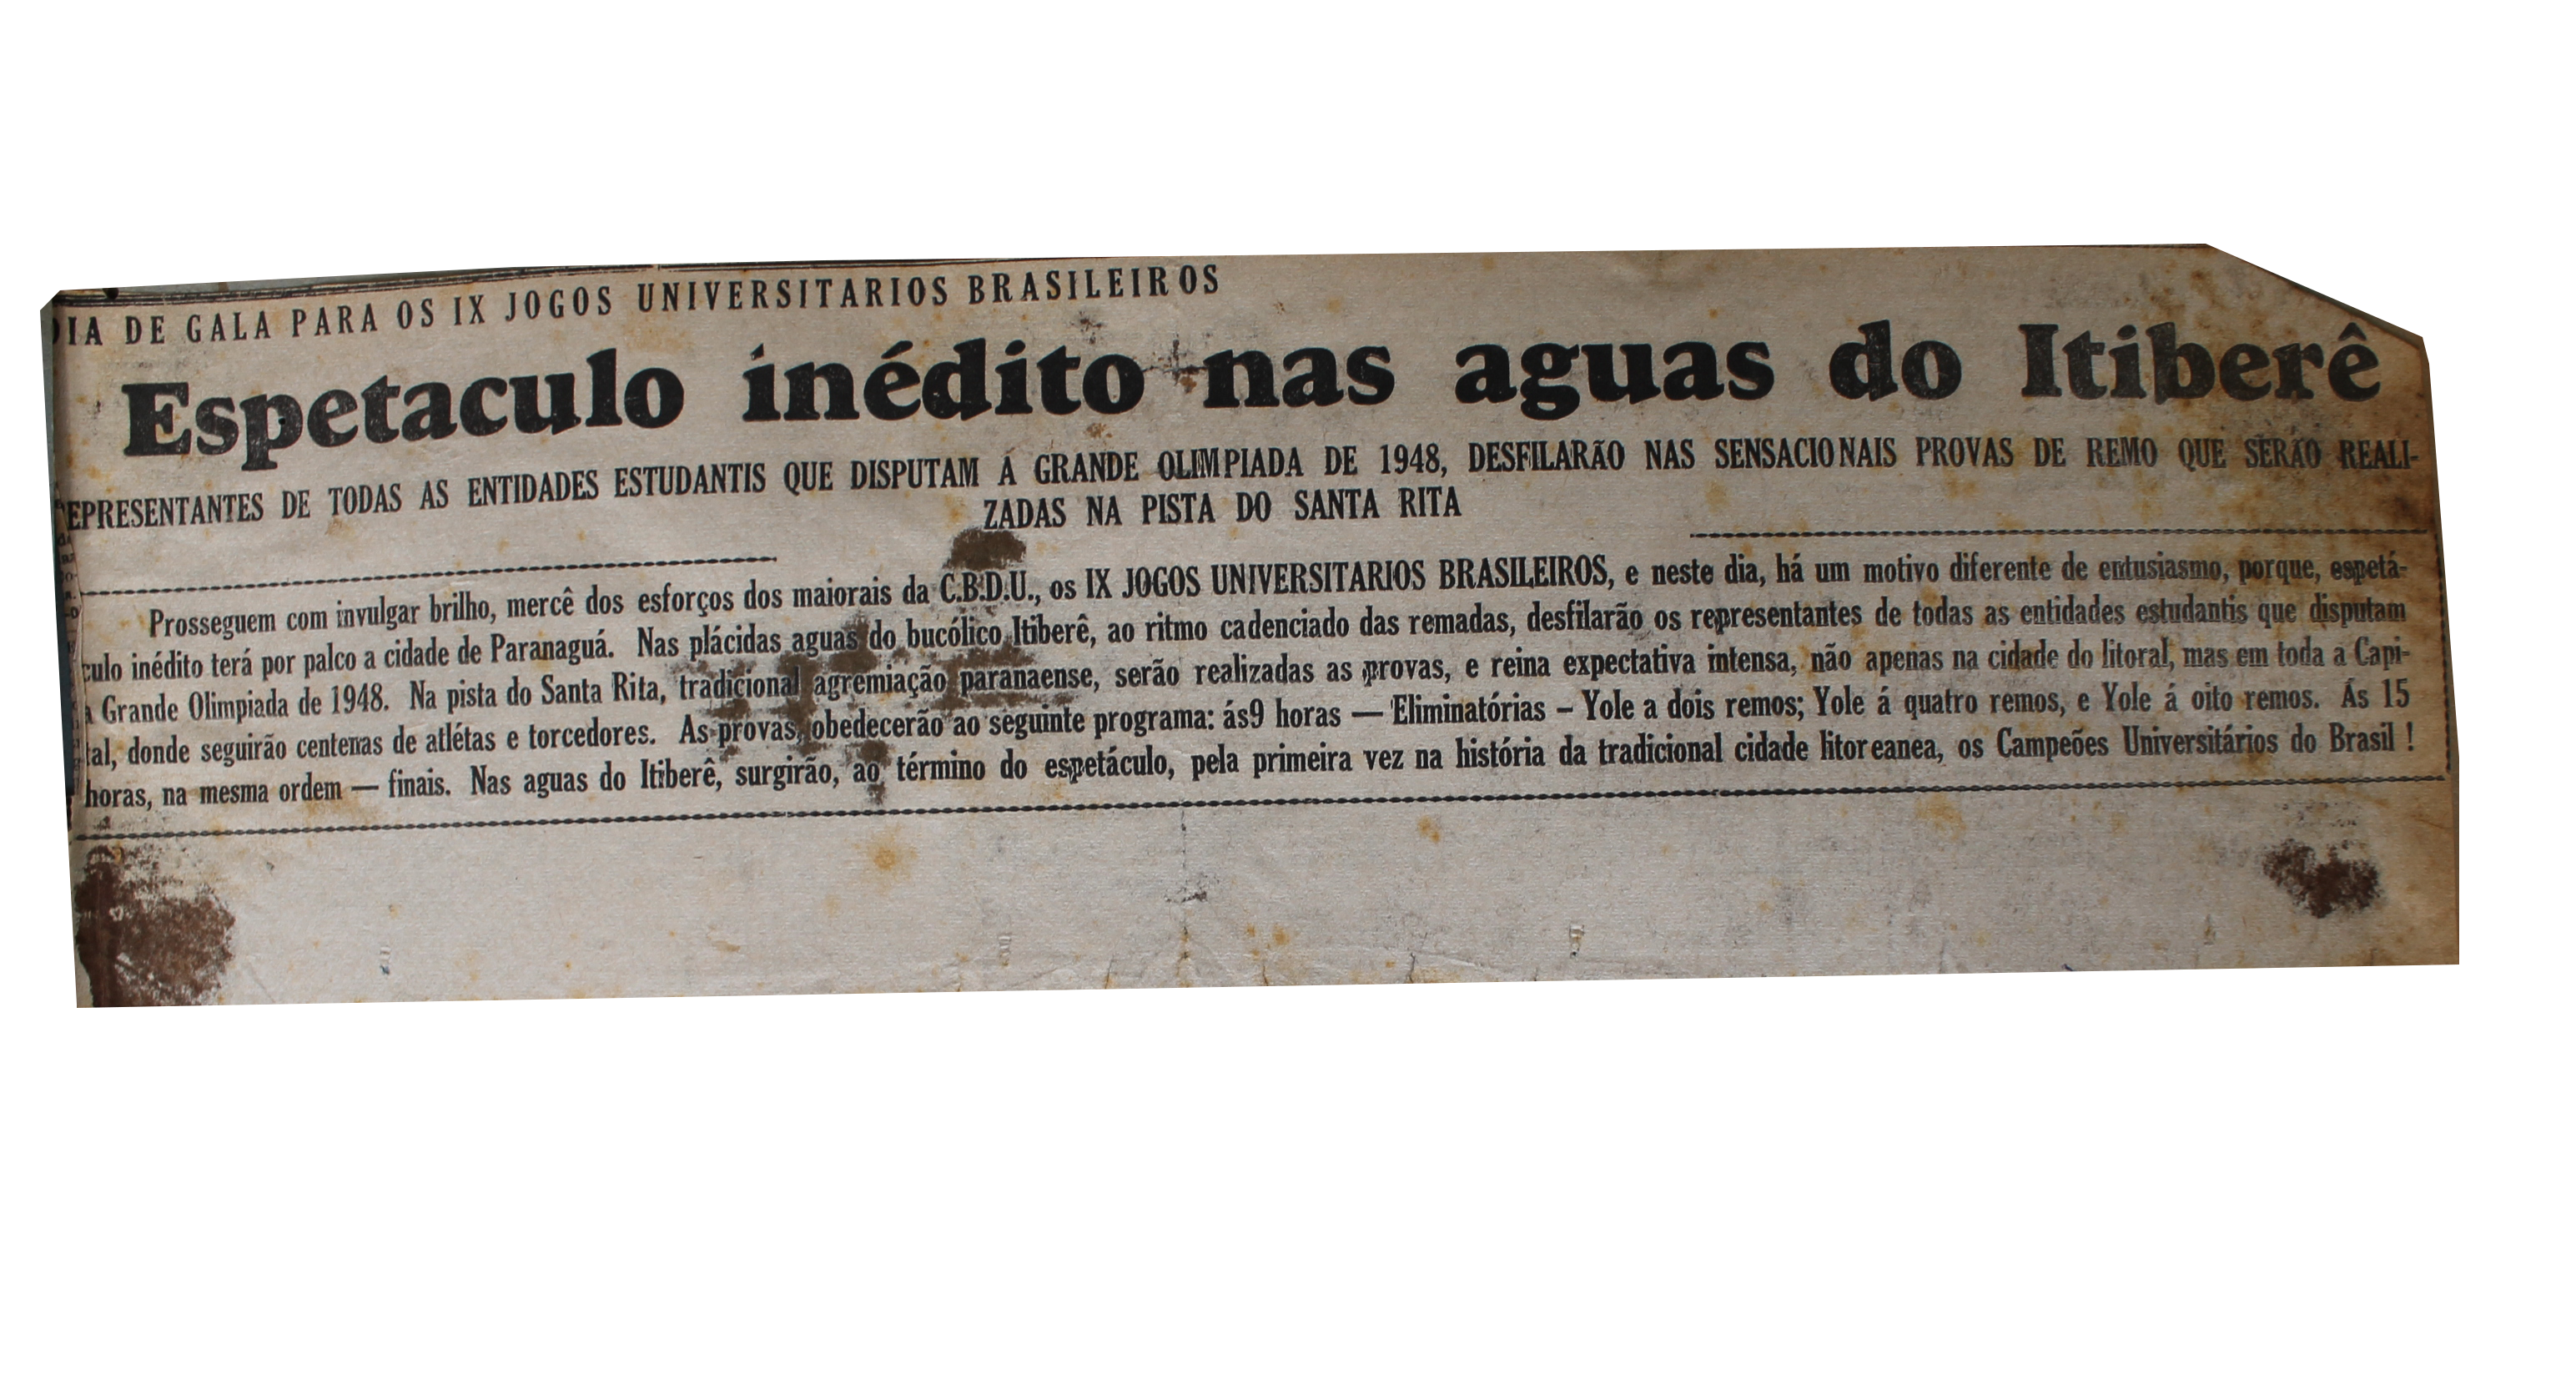 DIA DE GALA PARA OS IX JOGOS UNIVERSITARIOS BRASILEIROS
Espetaculo inédito nas aguas do Itiberê
REPRESENTANTES DE TODAS AS ENTIDADES ESTUDANTIS QUE DISPUTAM Á GRANDE OLIMPIADA DE 1948, DESFILARÃO NAS SENSACIONAIS PROVAS DE REMO QUE SERÃO REALI-
ZADAS NA PISTA DO SANTA RITA
Prosseguem com invulgar brilho, mercê dos esforços dos maiorais da C.B.D.U., os IX JOGOS UNIVERSITARIOS BRASILEIROS, e neste dia, há um motivo diferente de entusiasmo, porque, espetá-
culo inédito terá por palco a cidade de Paranaguá. Nas plácidas aguas do bucólico Itiberê, ao ritmo cadenciado das remadas, desfilarão os representantes de todas as entidades estudantis que disputam
a Grande Olimpiada de 1948. Na pista do Santa Rita, tradicional agremiação paranaense, serão realizadas as provas, e reina expectativa intensa, não apenas na cidade do litoral, mas em toda a Capi-
tal, donde seguirão centenas de atlétas e torcedores. As provas, obedecerão ao seguinte programa: ás9 horas — Eliminatórias – Yole a dois remos; Yole á quatro remos, e Yole á oito remos. Ás 15
horas, na mesma ordem — finais. Nas aguas do Itiberê, surgirão, ao término do espetáculo, pela primeira vez na história da tradicional cidade litoreanea, os Campeões Universitários do Brasil !